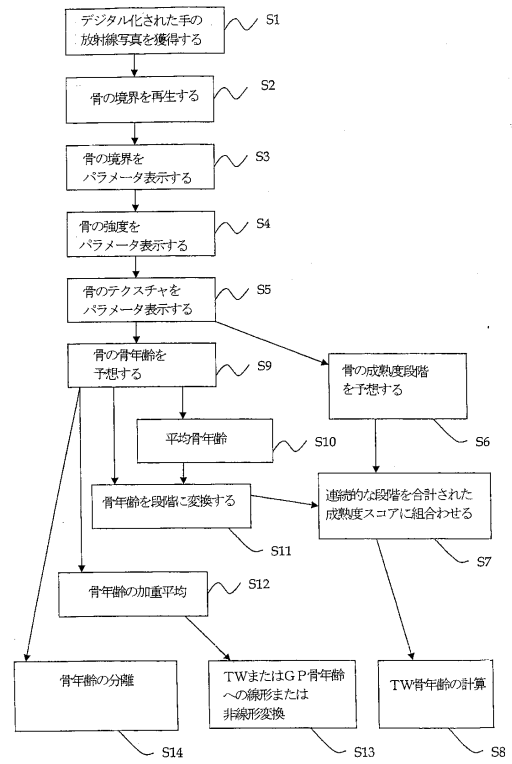 デジタル化された手の
放射線写真を獲得する
S1
骨の境界を再生する
S2
骨の境界を
パラメータ表示する
S3
骨の強度を
パラメータ表示する
S4
骨のテクスチャを
パラメータ表示する
S5
骨の骨年齢を
予想する
S9
骨の成熟度段階
を予想する
S6
平均骨年齢
S10
骨年齢を段階に変換する
S11
連続的な段階を合計された
成熟度スコアに組合わせる
S7
骨年齢の加重平均
S12
骨年齢の分離
S14
TWまたはGP骨年齢
への線形または
非線形変換
S13
TW骨年齢の計算
S8